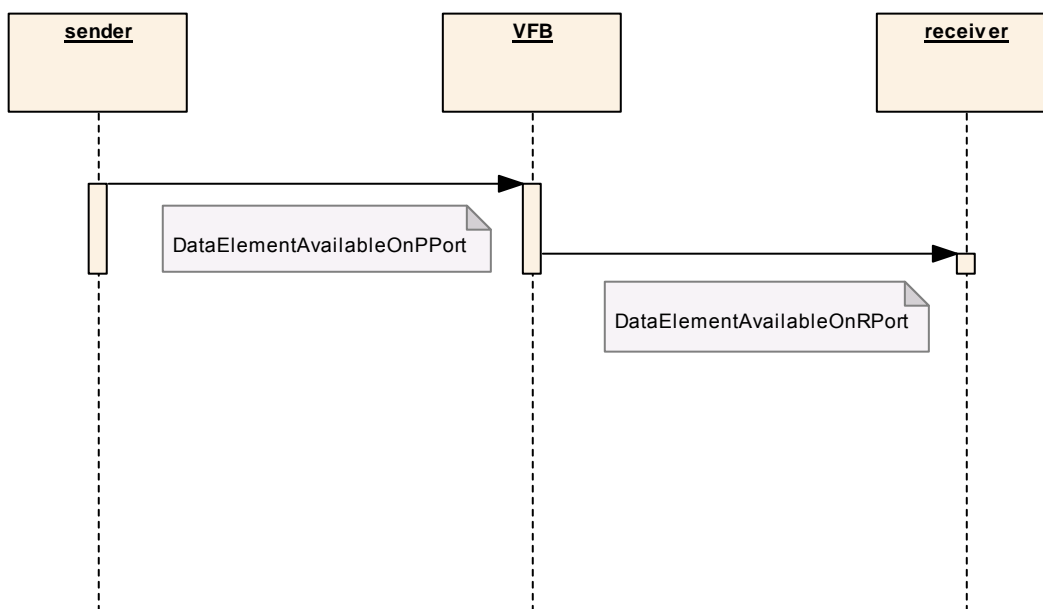 sender
VFB
receiver
DataElementAvailableOnPPort
DataElementAvailableOnRPort